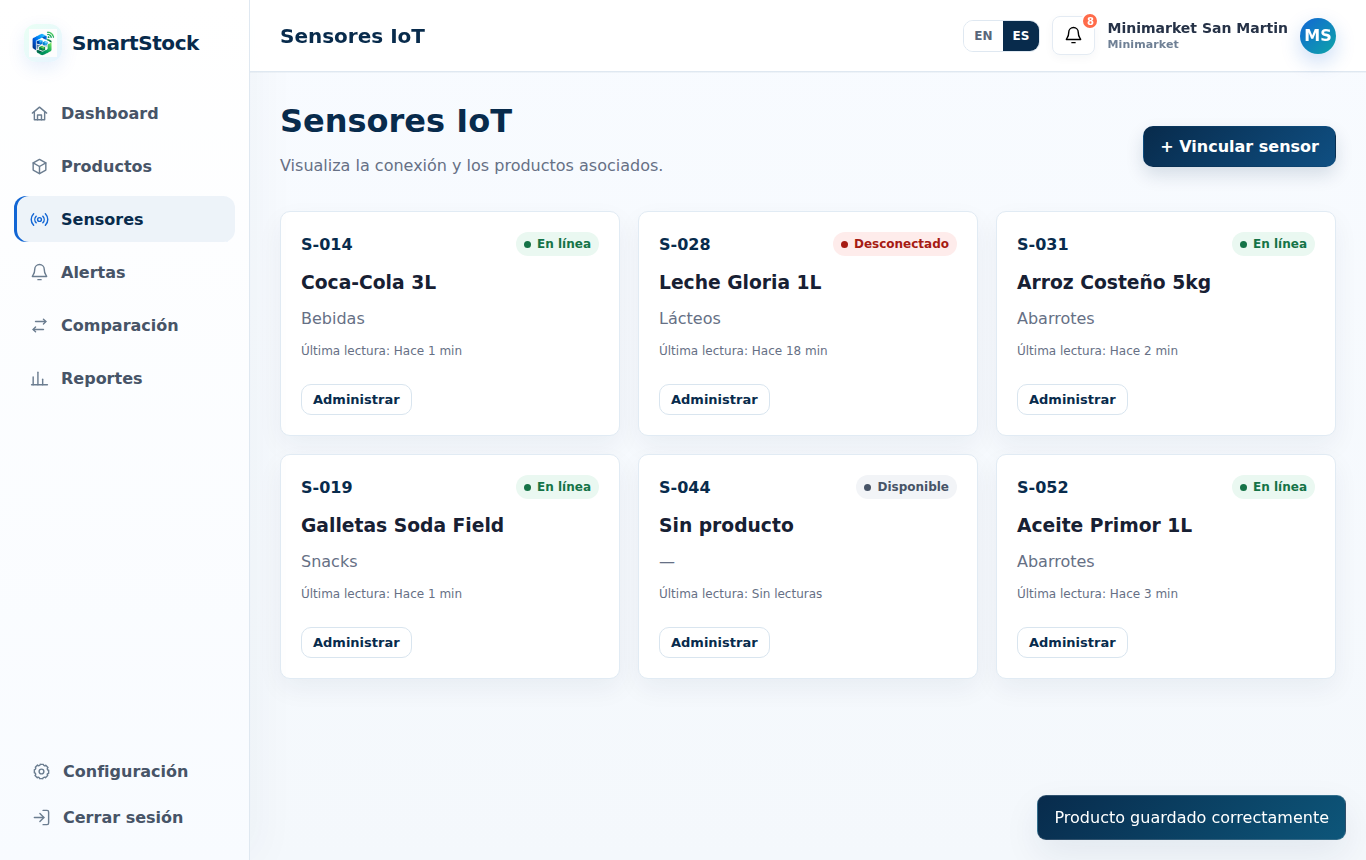 SmartStock
Dashboard
Productos
Sensores
Alertas
Comparación
Reportes
Configuración
Cerrar sesión
Sensores IoT
EN ES
8
Minimarket San Martin
Minimarket
MS
Sensores IoT
Visualiza la conexión y los productos asociados.
+ Vincular sensor
S-014 En línea
Coca-Cola 3L
Bebidas
Última lectura: Hace 1 min
Administrar
S-028 Desconectado
Leche Gloria 1L
Lácteos
Última lectura: Hace 18 min
Administrar
S-031 En línea
Arroz Costeño 5kg
Abarrotes
Última lectura: Hace 2 min
Administrar
S-019 En línea
Galletas Soda Field
Snacks
Última lectura: Hace 1 min
Administrar
S-044 Disponible
Sin producto
—
Última lectura: Sin lecturas
Administrar
S-052 En línea
Aceite Primor 1L
Abarrotes
Última lectura: Hace 3 min
Administrar
Producto guardado correctamente